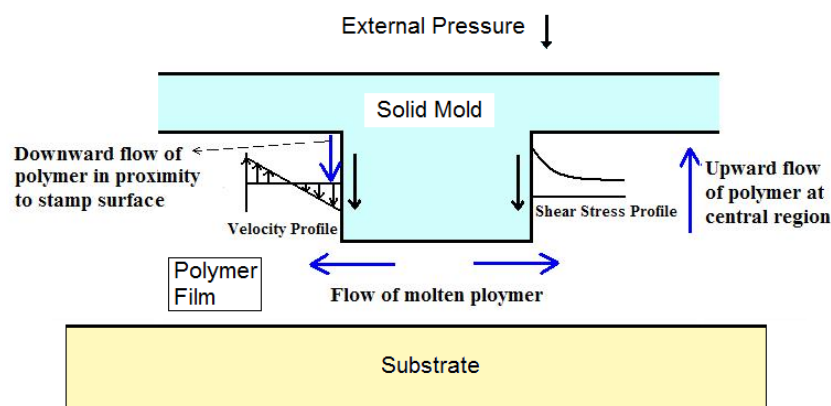 External Pressure
Solid Mold
Downward flow of
polymer in proximity
to stamp surface
Velocity Profile
Shear Stress Profile
Upward flow
of polymer at
central region
Polymer
Film
Flow of molten ploymer
Substrate